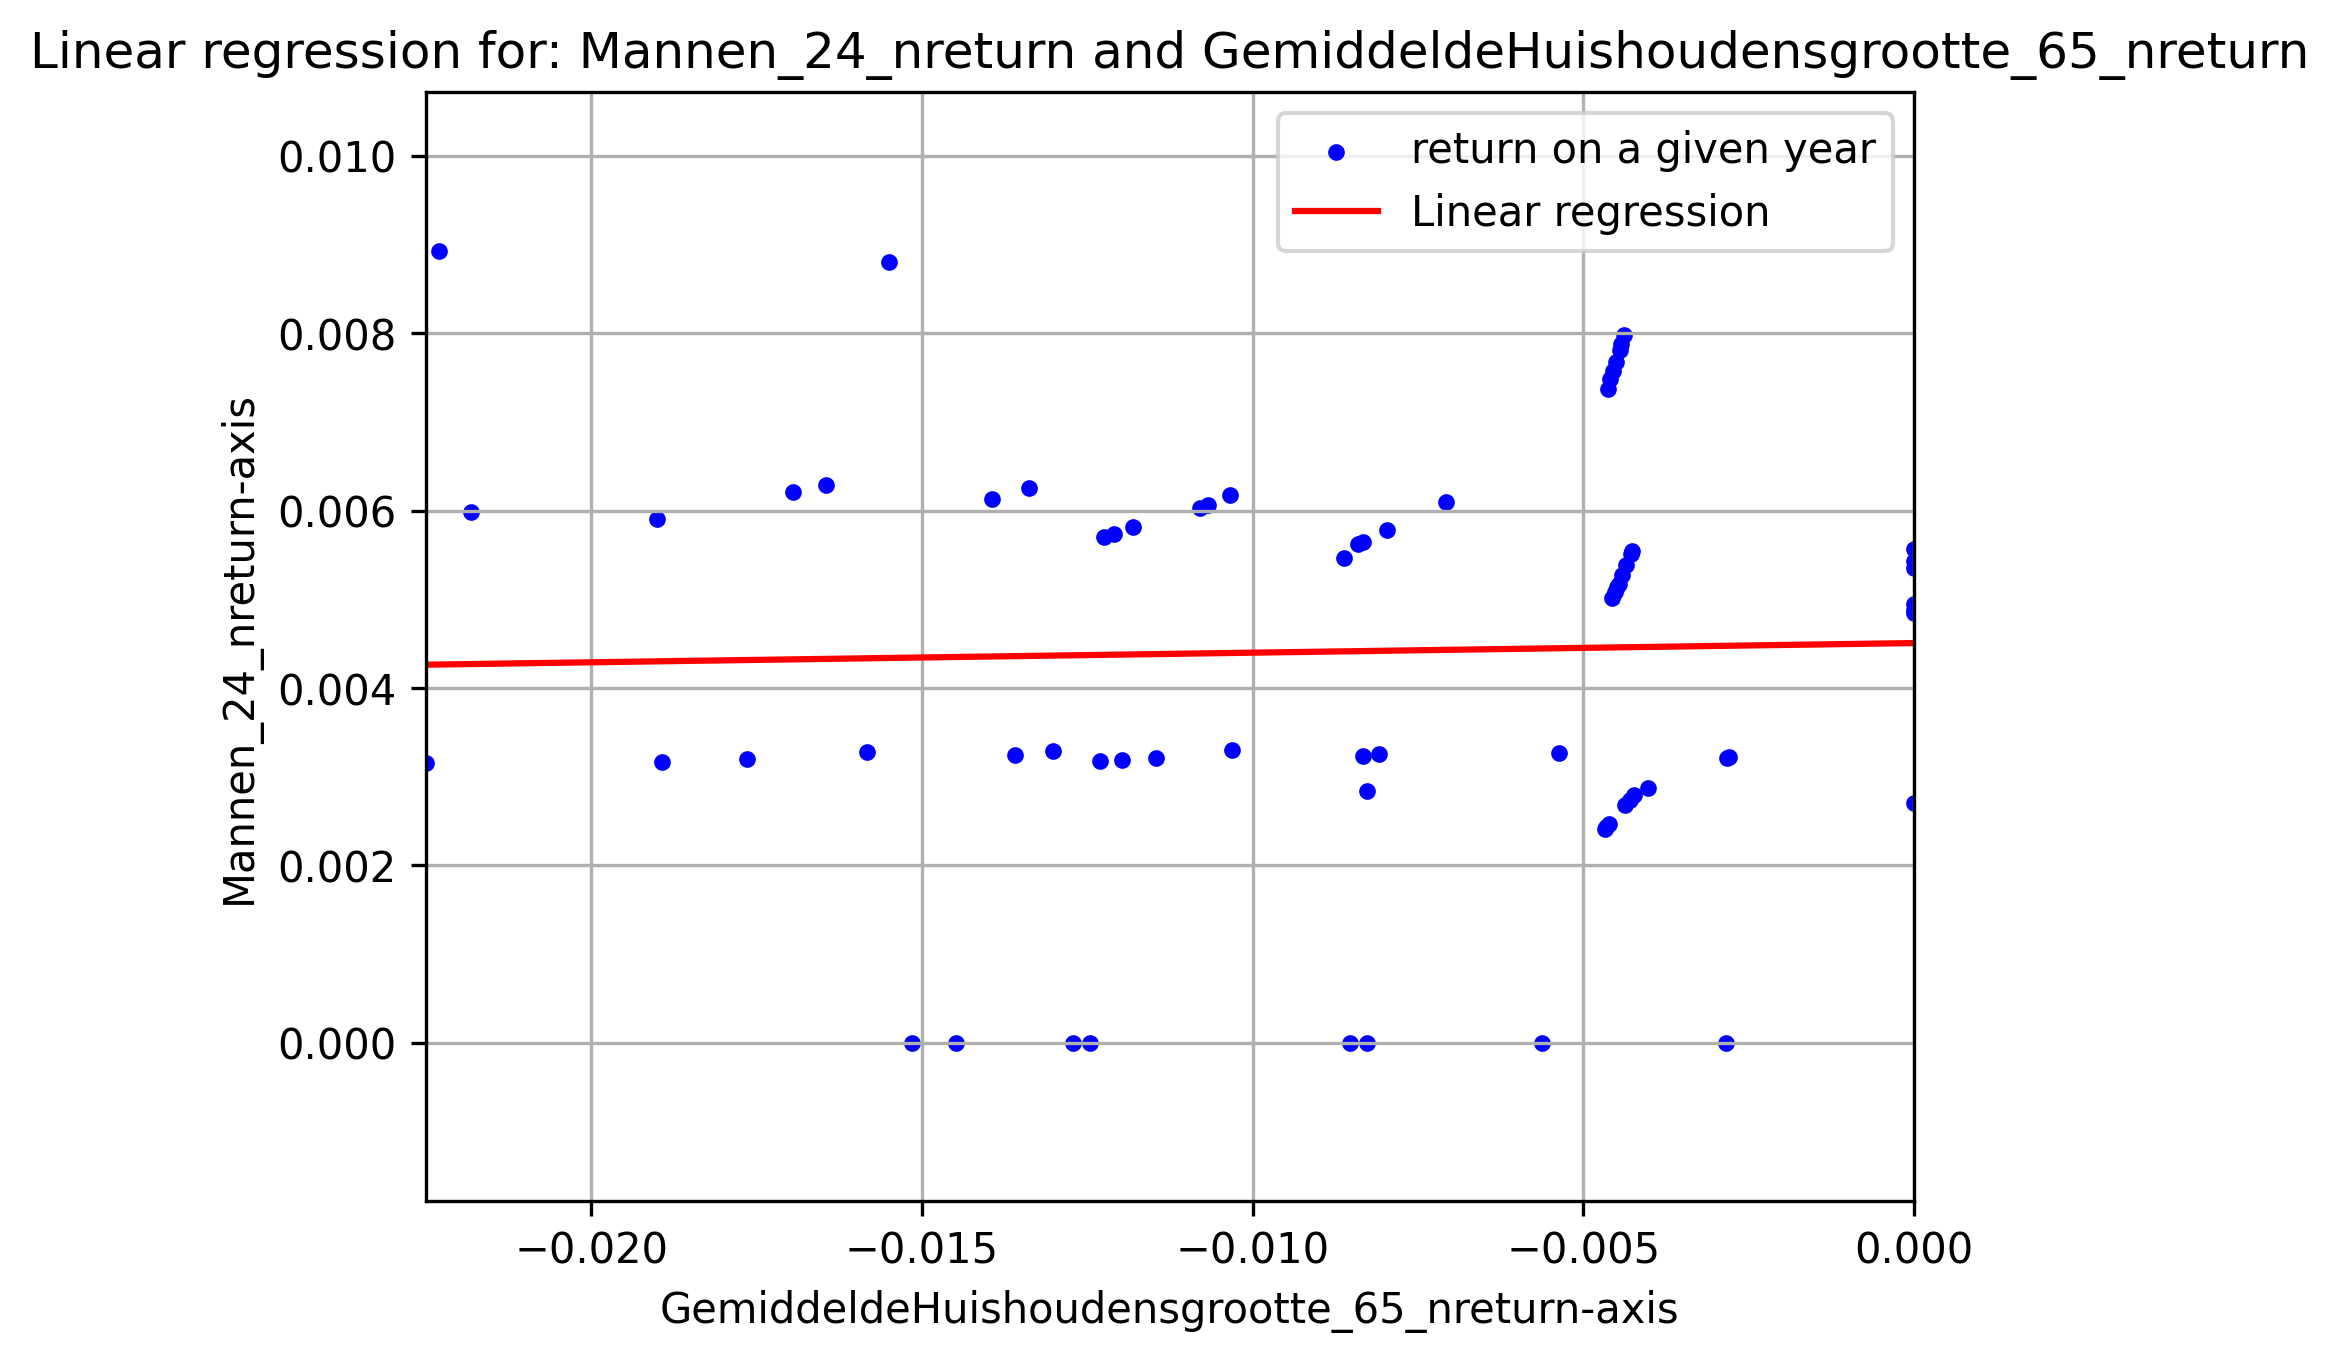 Linear regression for: Mannen_24_nreturn and GemiddeldeHuishoudensgrootte_65_nreturn
return on a given year
Linear regression
0.010
0.008
0.006
0.004
0.002
0.000
Mannen_24_nreturn-axis
−0.020 −0.015 −0.010 −0.005 0.000
GemiddeldeHuishoudensgrootte_65_nreturn-axis